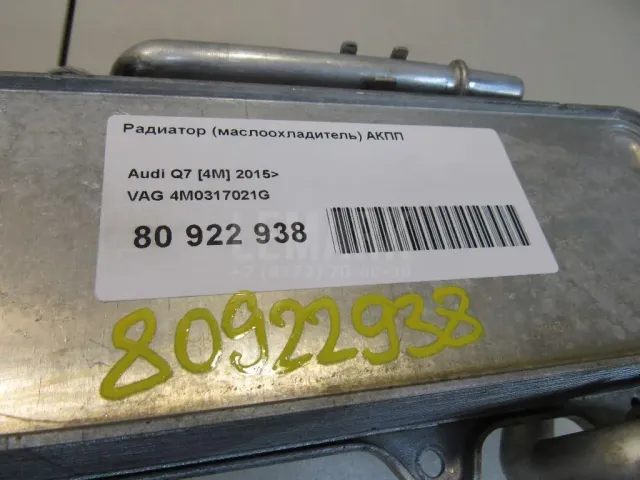 Радиатор (маслоохладитель) АКПП
Audi Q7 [4M] 2015>
VAG 4M0317021G
80 922 938
80922938